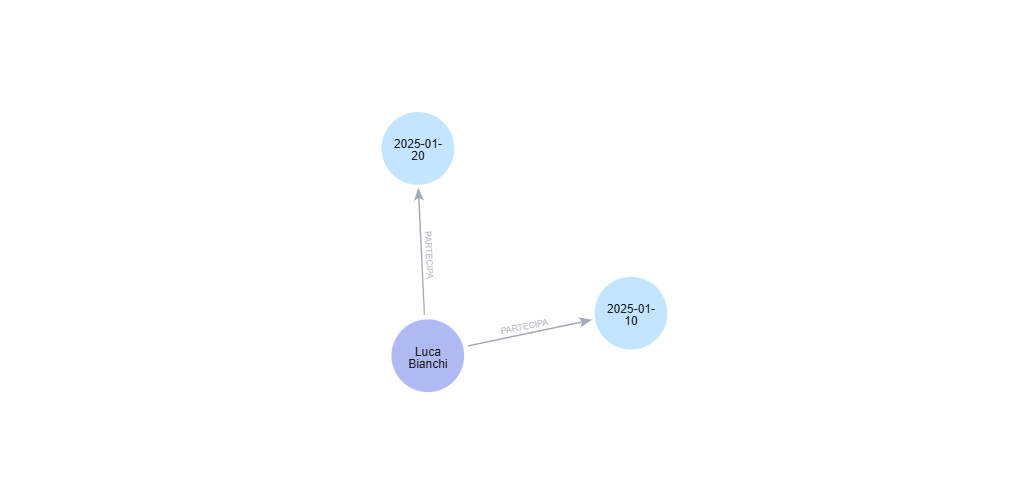 2025-01-
20
PARTECIPA
2025-01-
10
PARTECIPA
Luca
Bianchi